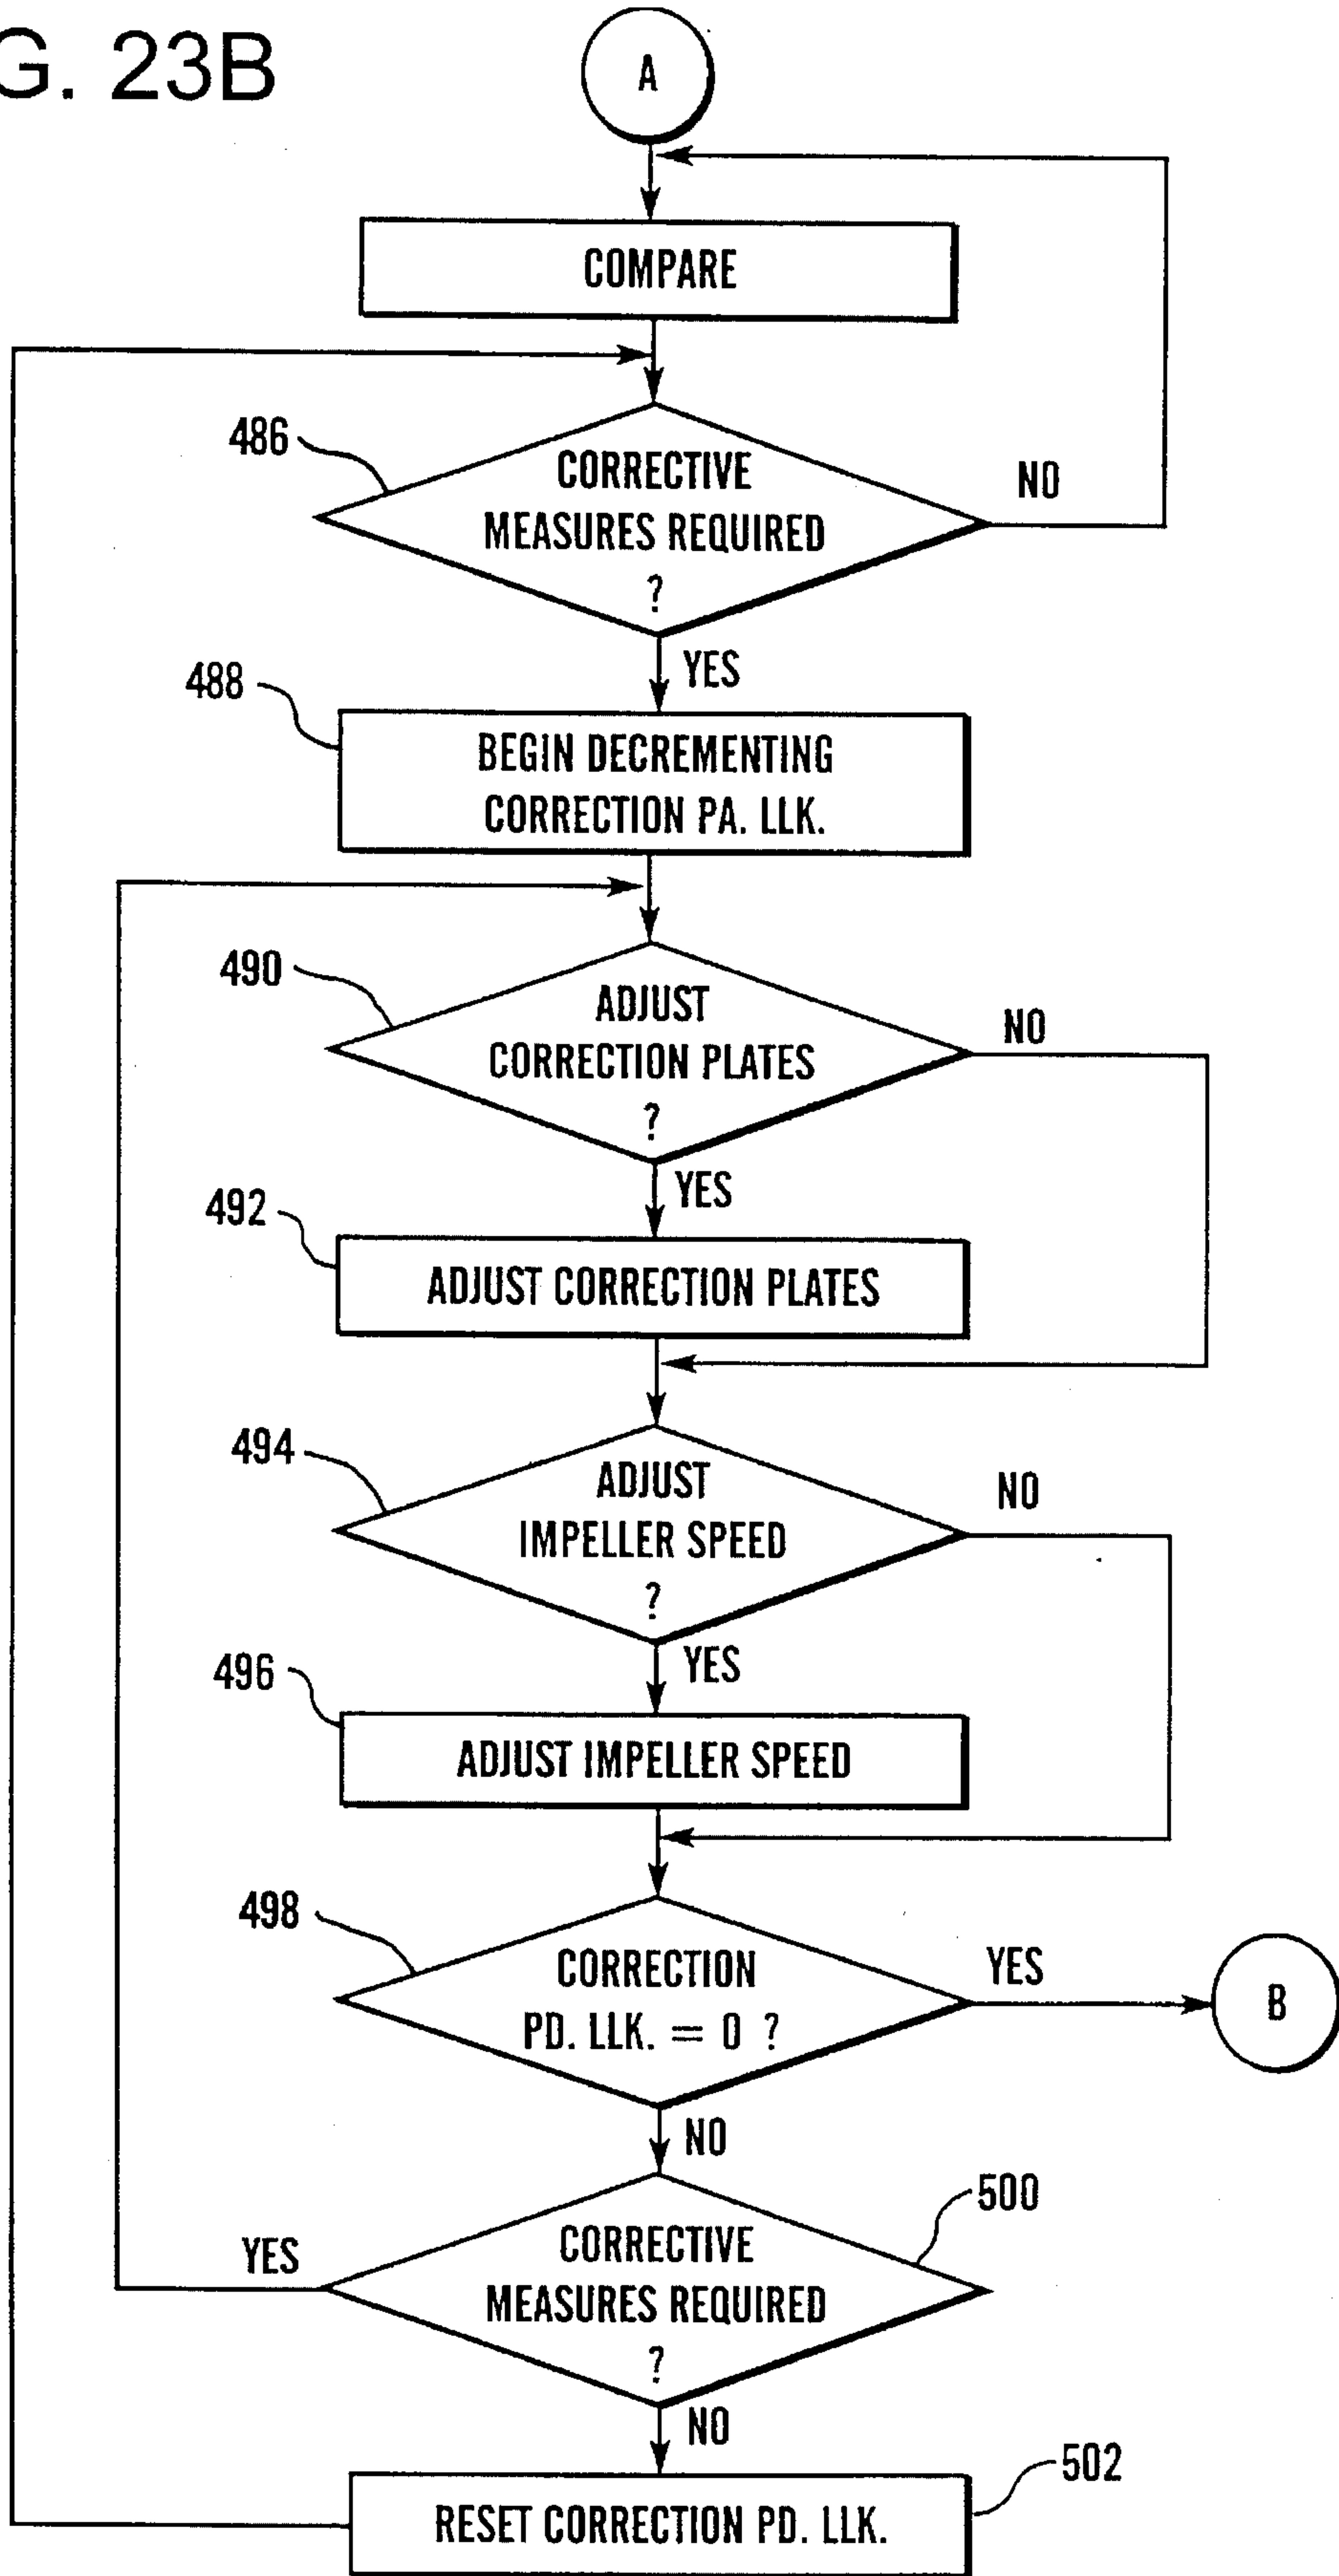 G. 23B
A
COMPARE
486
CORRECTIVE
MEASURES REQUIRED
?
NO
YES
488
BEGIN DECREMENTING
CORRECTION PA. LLK.
490
ADJUST
CORRECTION PLATES
?
NO
YES
492
ADJUST CORRECTION PLATES
494
ADJUST
IMPELLER SPEED
?
NO
YES
496
ADJUST IMPELLER SPEED
498
CORRECTION
PD. LLK. = 0 ?
YES
B
NO
500
CORRECTIVE
MEASURES REQUIRED
?
YES
NO
502
RESET CORRECTION PD. LLK.